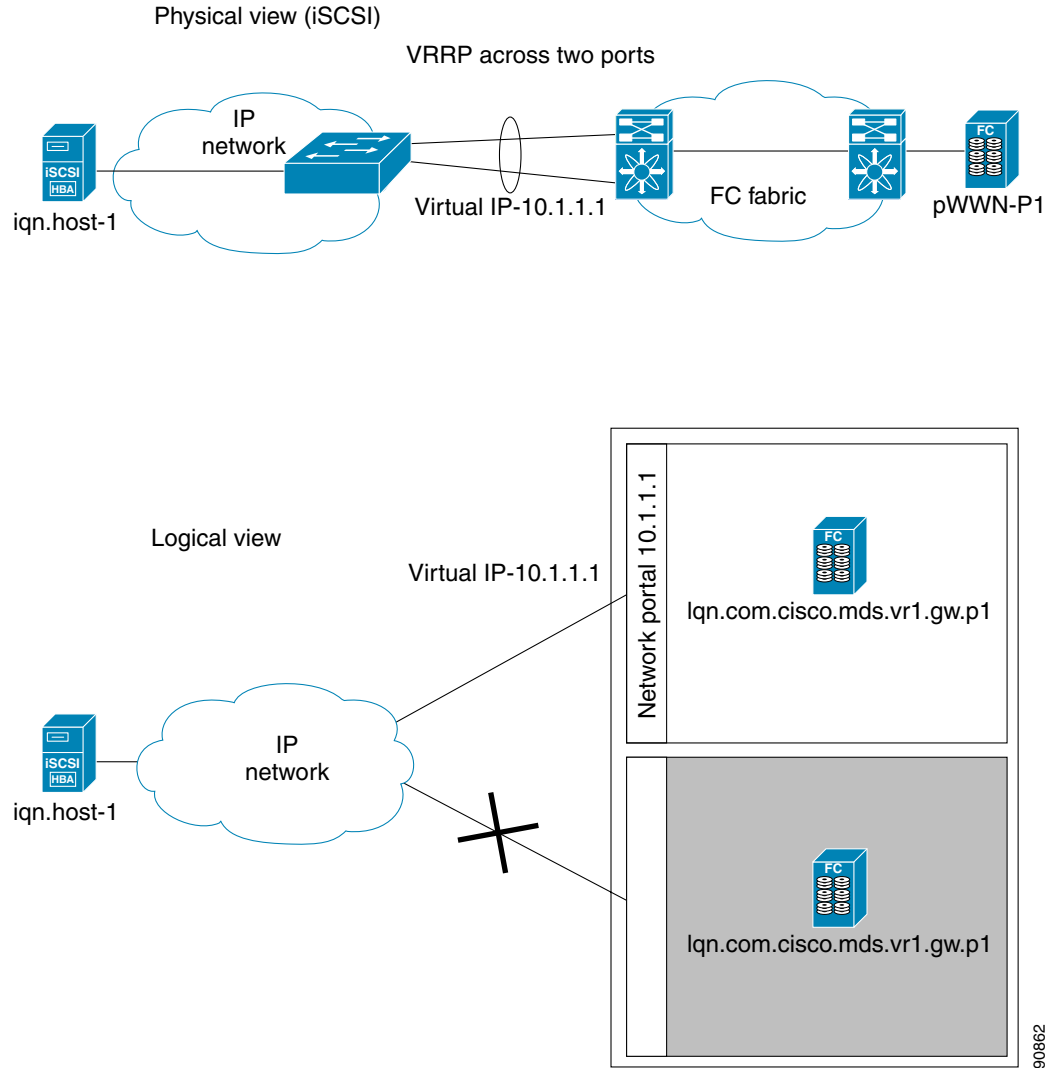 Physical view (iSCSI)
VRRP across two ports
IP
network
iSCSI
HBA
iqn.host-1
Virtual IP-10.1.1.1
FC fabric
FC
pWWN-P1
Logical view
Virtual IP-10.1.1.1
Network portal 10.1.1.1
FC
Iqn.com.cisco.mds.vr1.gw.p1
iSCSI
HBA
iqn.host-1
IP
network
FC
Iqn.com.cisco.mds.vr1.gw.p1
90862